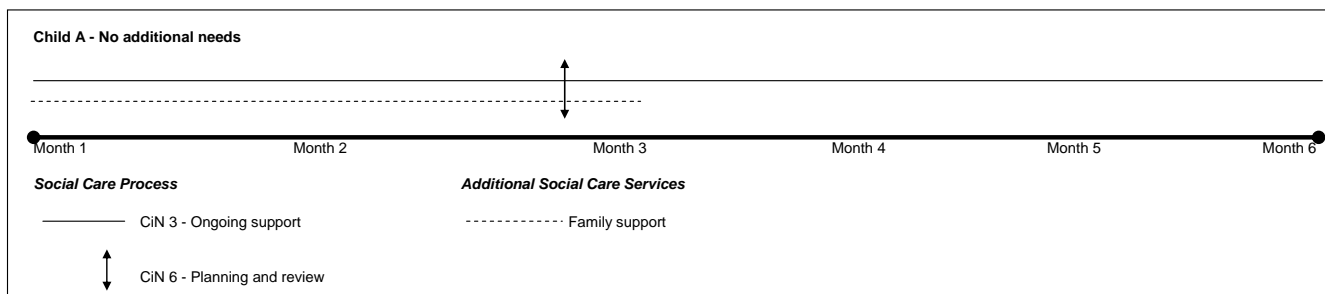 Child A - No additional needs
Month 1 Month 2 Month 3 Month 4 Month 5 Month 6
Social Care Process Additional Social Care Services
CiN 3 - Ongoing support Family support
CiN 6 - Planning and review